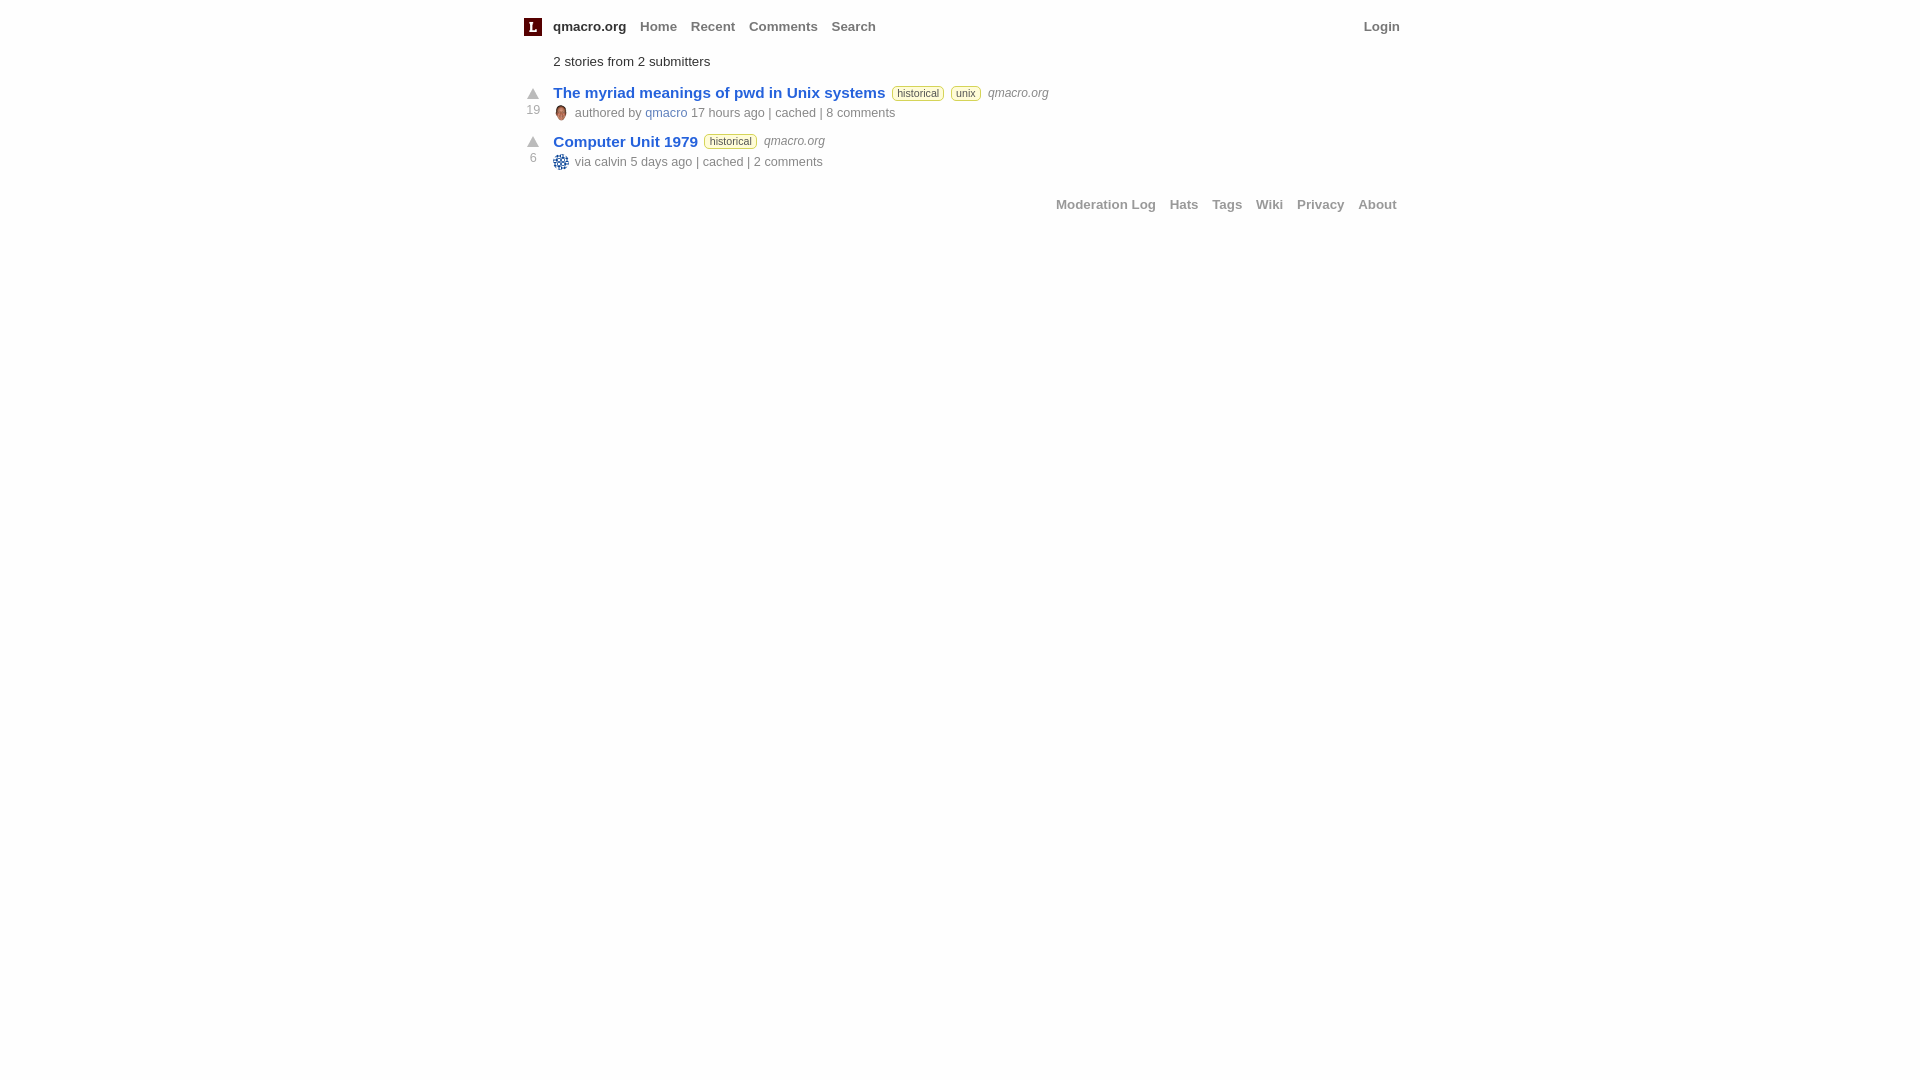 L qmacro.org Home Recent Comments Search Login
2 stories from 2 submitters
The myriad meanings of pwd in Unix systems historical unix qmacro.org
19 authored by qmacro 17 hours ago | cached | 8 comments
Computer Unit 1979 historical qmacro.org
6 via calvin 5 days ago | cached | 2 comments
Moderation Log Hats Tags Wiki Privacy About